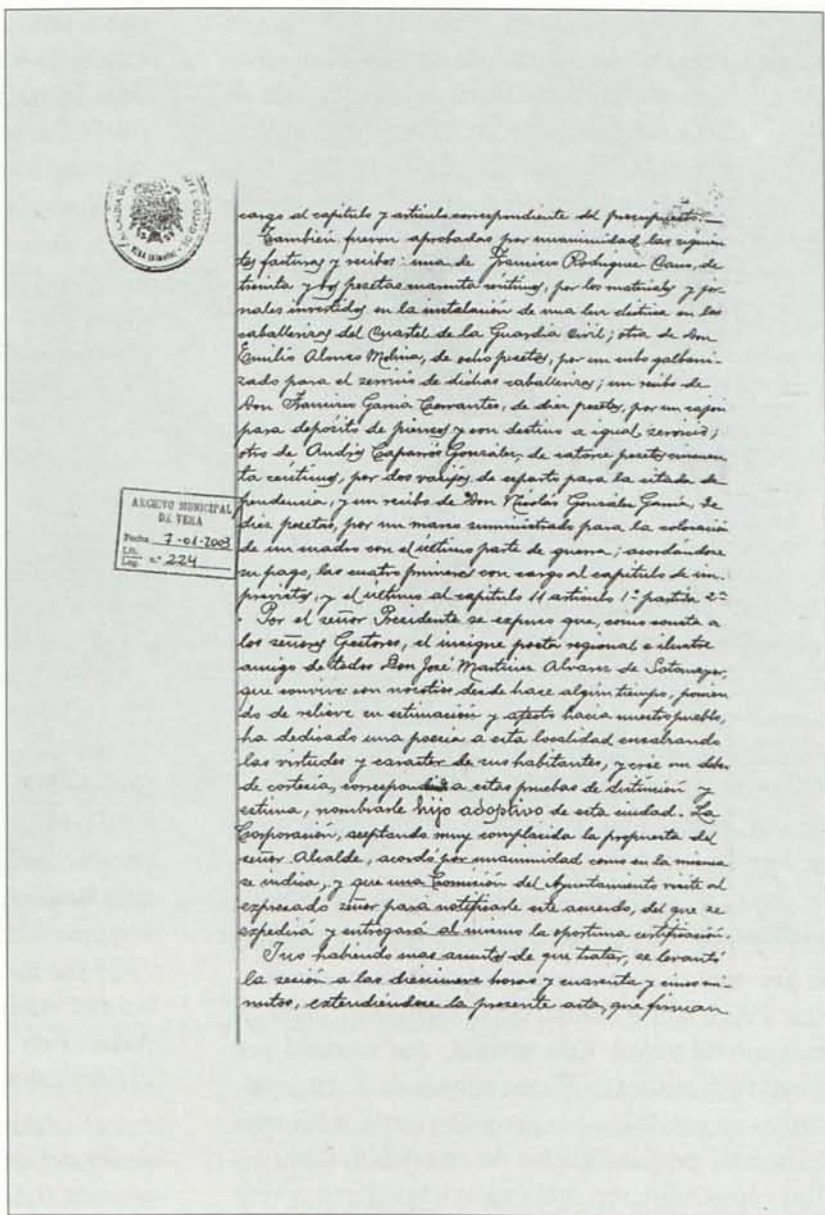 cargo al capítulo y artículo correspondiente del presupuesto.—
También fueron aprobadas por unanimidad, las siguien-
tes facturas y recibos: una de Francisco Rodríguez Cano, de
treinta y dos pesetas cuarenta céntimos, por los materiales y jor-
nales invertidos en la instalación de una luz eléctrica en las
caballerizas del Cuartel de la Guardia Civil; otra de Don
Emilio Alonso Molina, de ocho pesetas, por un cubo galbani-
zado para el servicio de dichas caballerizas; un recibo de
Don Francisco García Cervantes, de diez pesetas, por un cajón
para depósito de piensos y con destino a igual servicio;
otro de Andrés Caparrós González, de catorce pesetas cincuen-
ta céntimos, por dos de esparto para la citada de-
pendencia, y un recibo de Don Nicolás González García, de
diez pesetas, por un marco suministrado para la colocación
de un cuadro con el último parte de guerra; acordándose
su pago, los cuatro primeros con cargo al capítulo de im-
previstos, y el último al capítulo 11 artículo 1º partida 2ª
Por el señor Presidente se expuso que, como consta a
los señores Gestores, el insigne poeta regional e ilustre
amigo de todos Don José Martínez Alvarez de Sotomayor,
que convive con nosotros desde hace algún tiempo, ponien-
do de relieve su estimación y afecto hacia nuestro pueblo,
ha dedicado una poesía a esta localidad ensalzando
las virtudes y caracter de sus habitantes, y cree un deber
de cortesía, a estas pruebas de distinción y
estima, nombrarle hijo adoptivo de esta ciudad. La
Corporación, aceptando muy complacida la propuesta del
señor Alcalde, acordó por unanimidad como en la misma
se indica, y que una Comisión del Ayuntamiento visite al
expresado señor para notificarle este acuerdo, del que se
expedirá y entregará al mismo la oportuna certificación.
Y no habiendo mas asuntos de que tratar, se levantó
la sesión a las diecinueve horas y cuarenta y cinco mi-
nutos, extendiéndose la presente acta, que firman
ARCHIVO MUNICIPAL
DE VERA
Fecha 7-01-2003
Lib.
Leg. nº 224